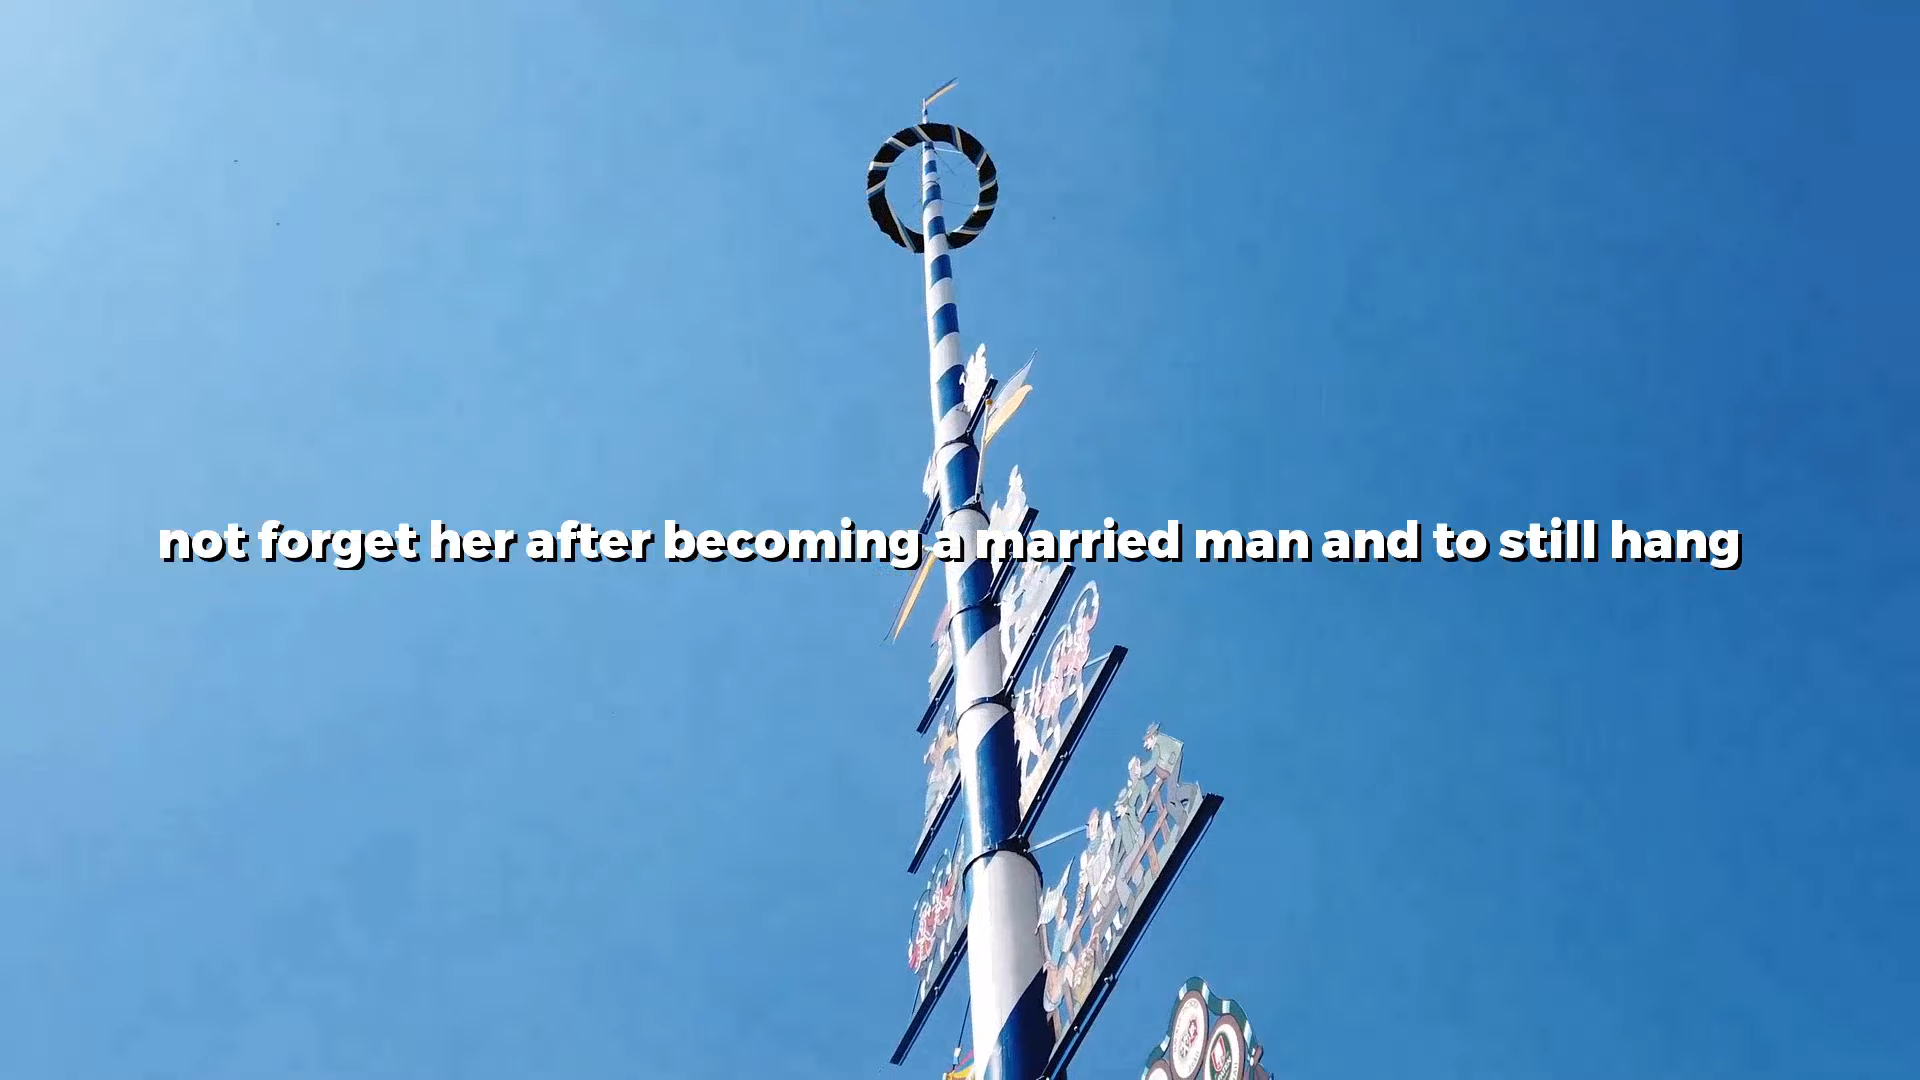 not forget her after becoming a married man and to still hang